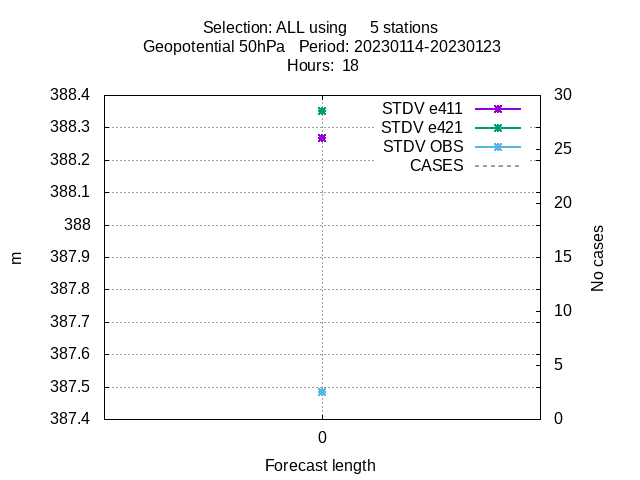 Selection: ALL using 5 stations
Geopotential 50hPa Period: 20230114-20230123
Hours: 18
388.4
388.3
388.2
388.1
388
387.9
387.8
387.7
387.6
387.5
387.4
m
STDV e411
STDV e421
STDV OBS
CASES
30
25
20
15
10
5
0
No cases
0
Forecast length